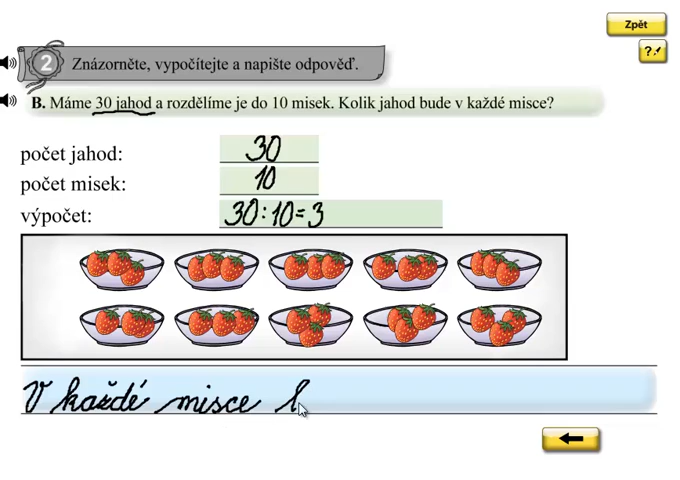 Zpět
?
2 Znázorněte, vypočítejte a napište odpověď.
B. Máme 30 jahod a rozdělíme je do 10 misek. Kolik jahod bude v každé misce?
počet jahod: 30
počet misek: 10
výpočet: 30:10=3
V každé misce